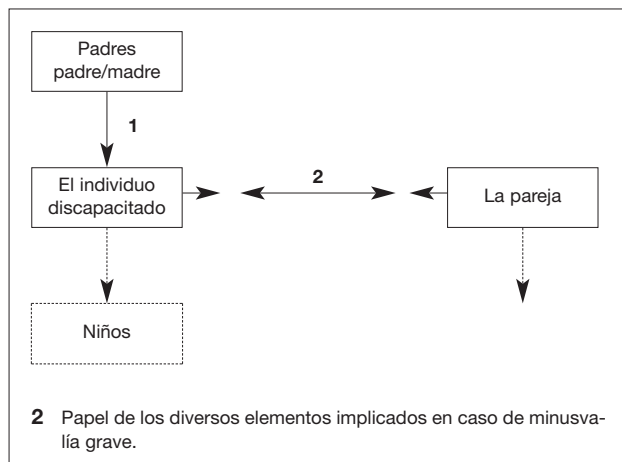 Padres
padre/madre
1
El individuo
discapacitado
2
La pareja
Niños
2 Papel de los diversos elementos implicados en caso de minusva-
lía grave.